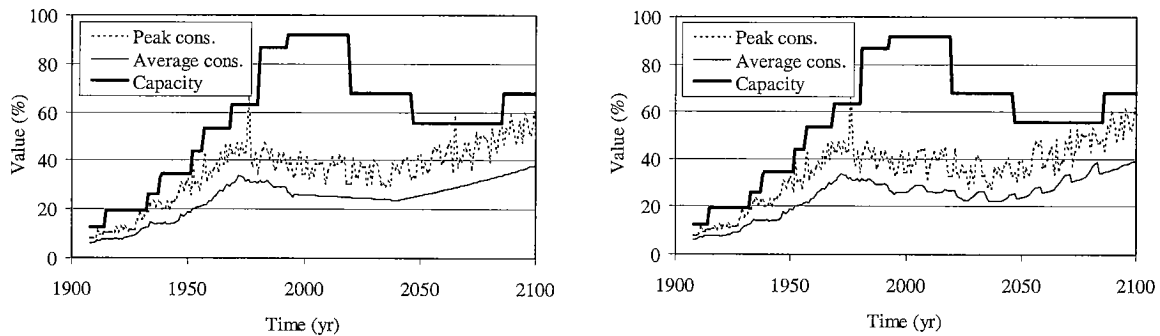 100
80
60
40
20
0
Value (%)
Peak cons.
Average cons.
Capacity
1900
1950
2000
2050
2100
Time (yr)
100
80
60
40
20
0
Value (%)
Peak cons.
Average cons.
Capacity
1900
1950
2000
2050
2100
Time (yr)